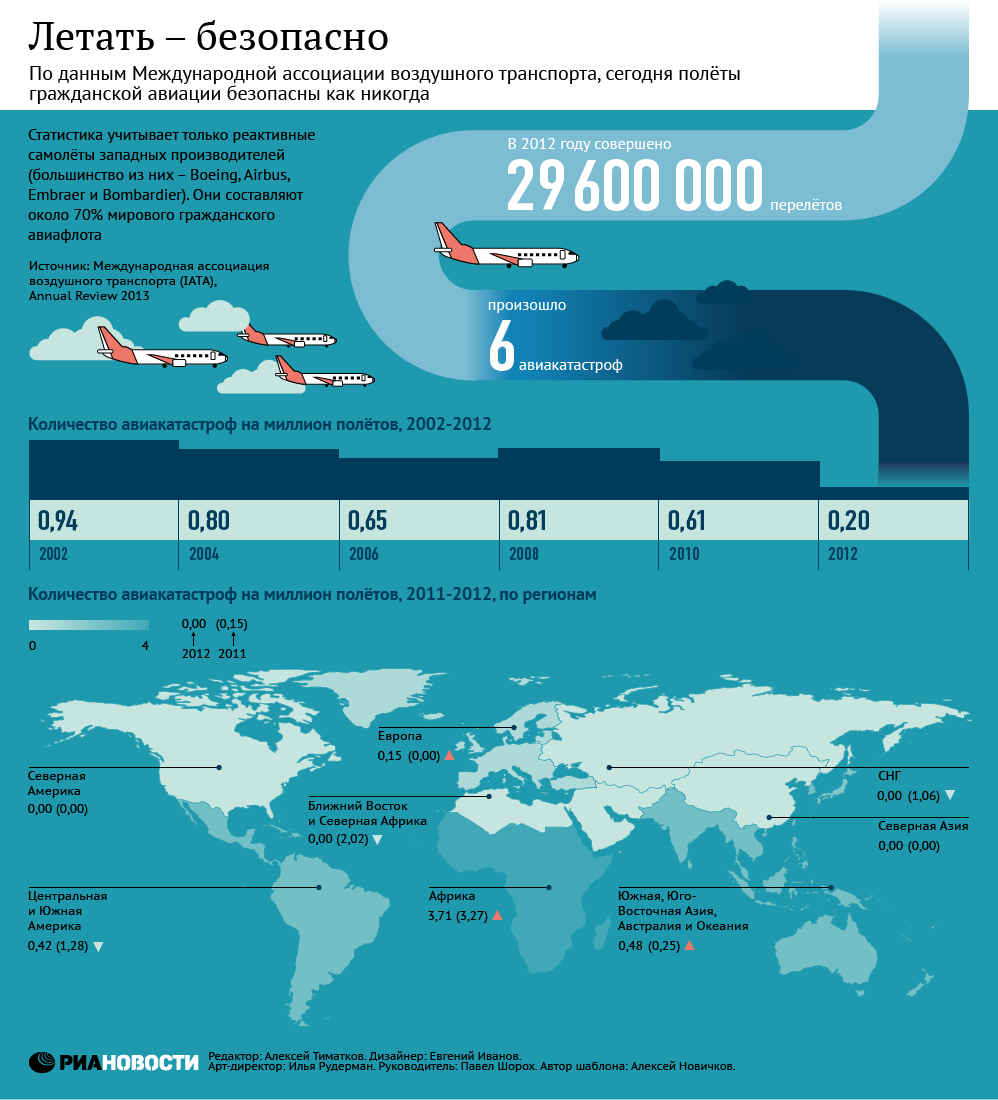 Летать – безопасно
По данным Международной ассоциации воздушного транспорта, сегодня полёты
гражданской авиации безопасны как никогда
Статистика учитывает только реактивные
самолёты западных производителей
(большинство из них – Boeing, Airbus,
Embraer и Bombardier). Они составляют
около 70% мирового гражданского
авиафлота
Источник: Международная ассоциация
воздушного транспорта (IATA),
Annual Review 2013
В 2012 году совершено
29 600 000 перелётов
произошло
6 авиакатастроф
Количество авиакатастроф на миллион полётов, 2002-2012
0,94 0,80 0,65 0,81 0,61 0,20
2002 2004 2006 2008 2010 2012
Количество авиакатастроф на миллион полётов, 2011-2012, по регионам
0 4
0,00 (0,15)
2012 2011
Европа
0,15 (0,00)
Северная
Америка
0,00 (0,00)
Ближний Восток
и Северная Африка
0,00 (2,02)
СНГ
0,00 (1,06)
Северная Азия
0,00 (0,00)
Центральная
и Южная
Америка
0,42 (1,28)
Африка
3,71 (3,27)
Южная, Юго-
Восточная Азия,
Австралия и Океания
0,48 (0,25)
РИАНОВОСТИ
Редактор: Алексей Тиматков. Дизайнер: Евгений Иванов.
Арт-директор: Илья Рудерман. Руководитель: Павел Шорох. Автор шаблона: Алексей Новичков.